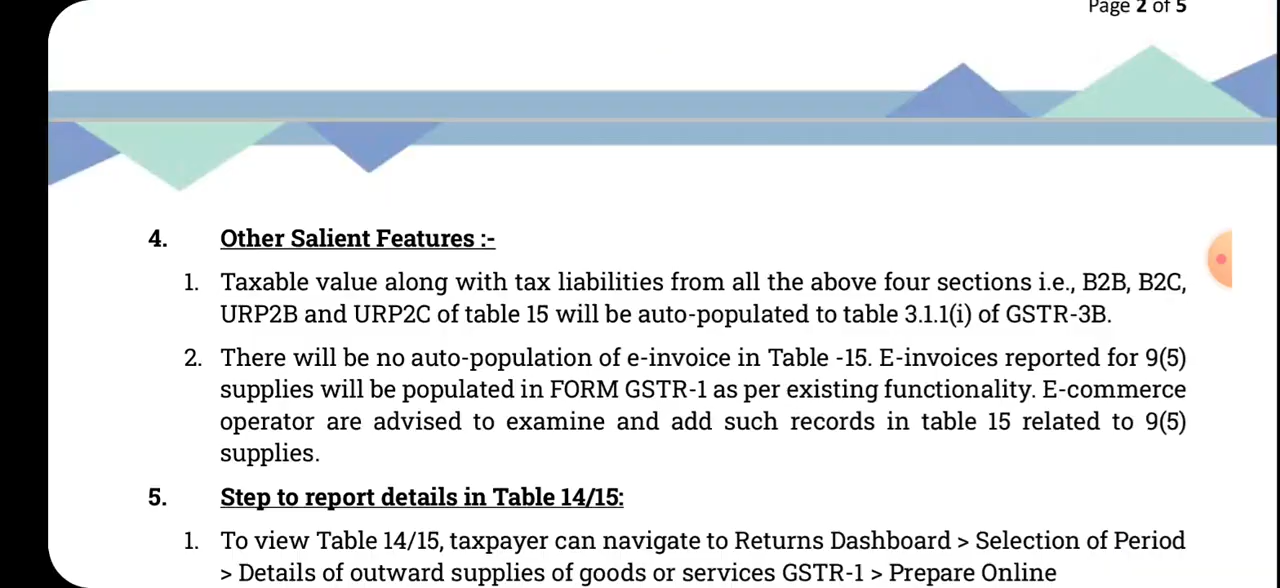 Page 2 of 5
4. Other Salient Features :-
1. Taxable value along with tax liabilities from all the above four sections i.e., B2B, B2C,
URP2B and URP2C of table 15 will be auto-populated to table 3.1.1(i) of GSTR-3B.
2. There will be no auto-population of e-invoice in Table -15. E-invoices reported for 9(5)
supplies will be populated in FORM GSTR-1 as per existing functionality. E-commerce
operator are advised to examine and add such records in table 15 related to 9(5)
supplies.
5. Step to report details in Table 14/15:
1. To view Table 14/15, taxpayer can navigate to Returns Dashboard > Selection of Period
> Details of outward supplies of goods or services GSTR-1 > Prepare Online